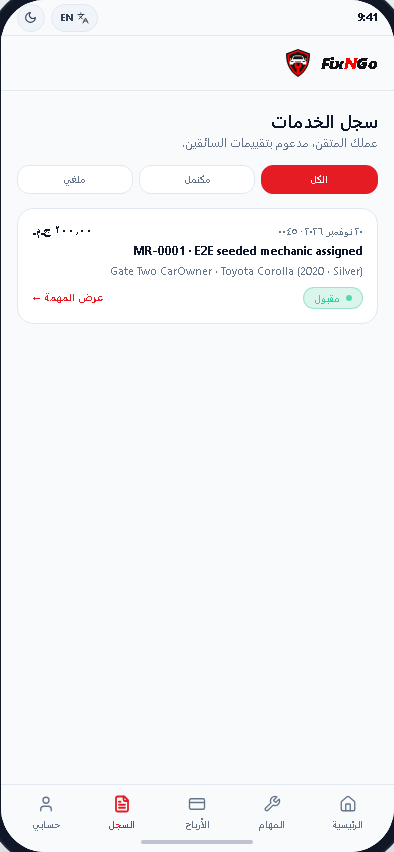 9:41
EN
FixNGo
سجل الخدمات
عملك المتقن، مدعوم بتقييمات السائقين.
الكل
مكتمل
ملغي
٢٠ نوفمبر ٢٠٢٦ · ٠٠:٤٥
٢٠٠٫٠٠ ج.م.
MR-0001 · E2E seeded mechanic assigned
Gate Two CarOwner · Toyota Corolla (2020 · Silver)
مقبول
عرض المهمة ←
الرئيسية
المهام
الأرباح
السجل
حسابي